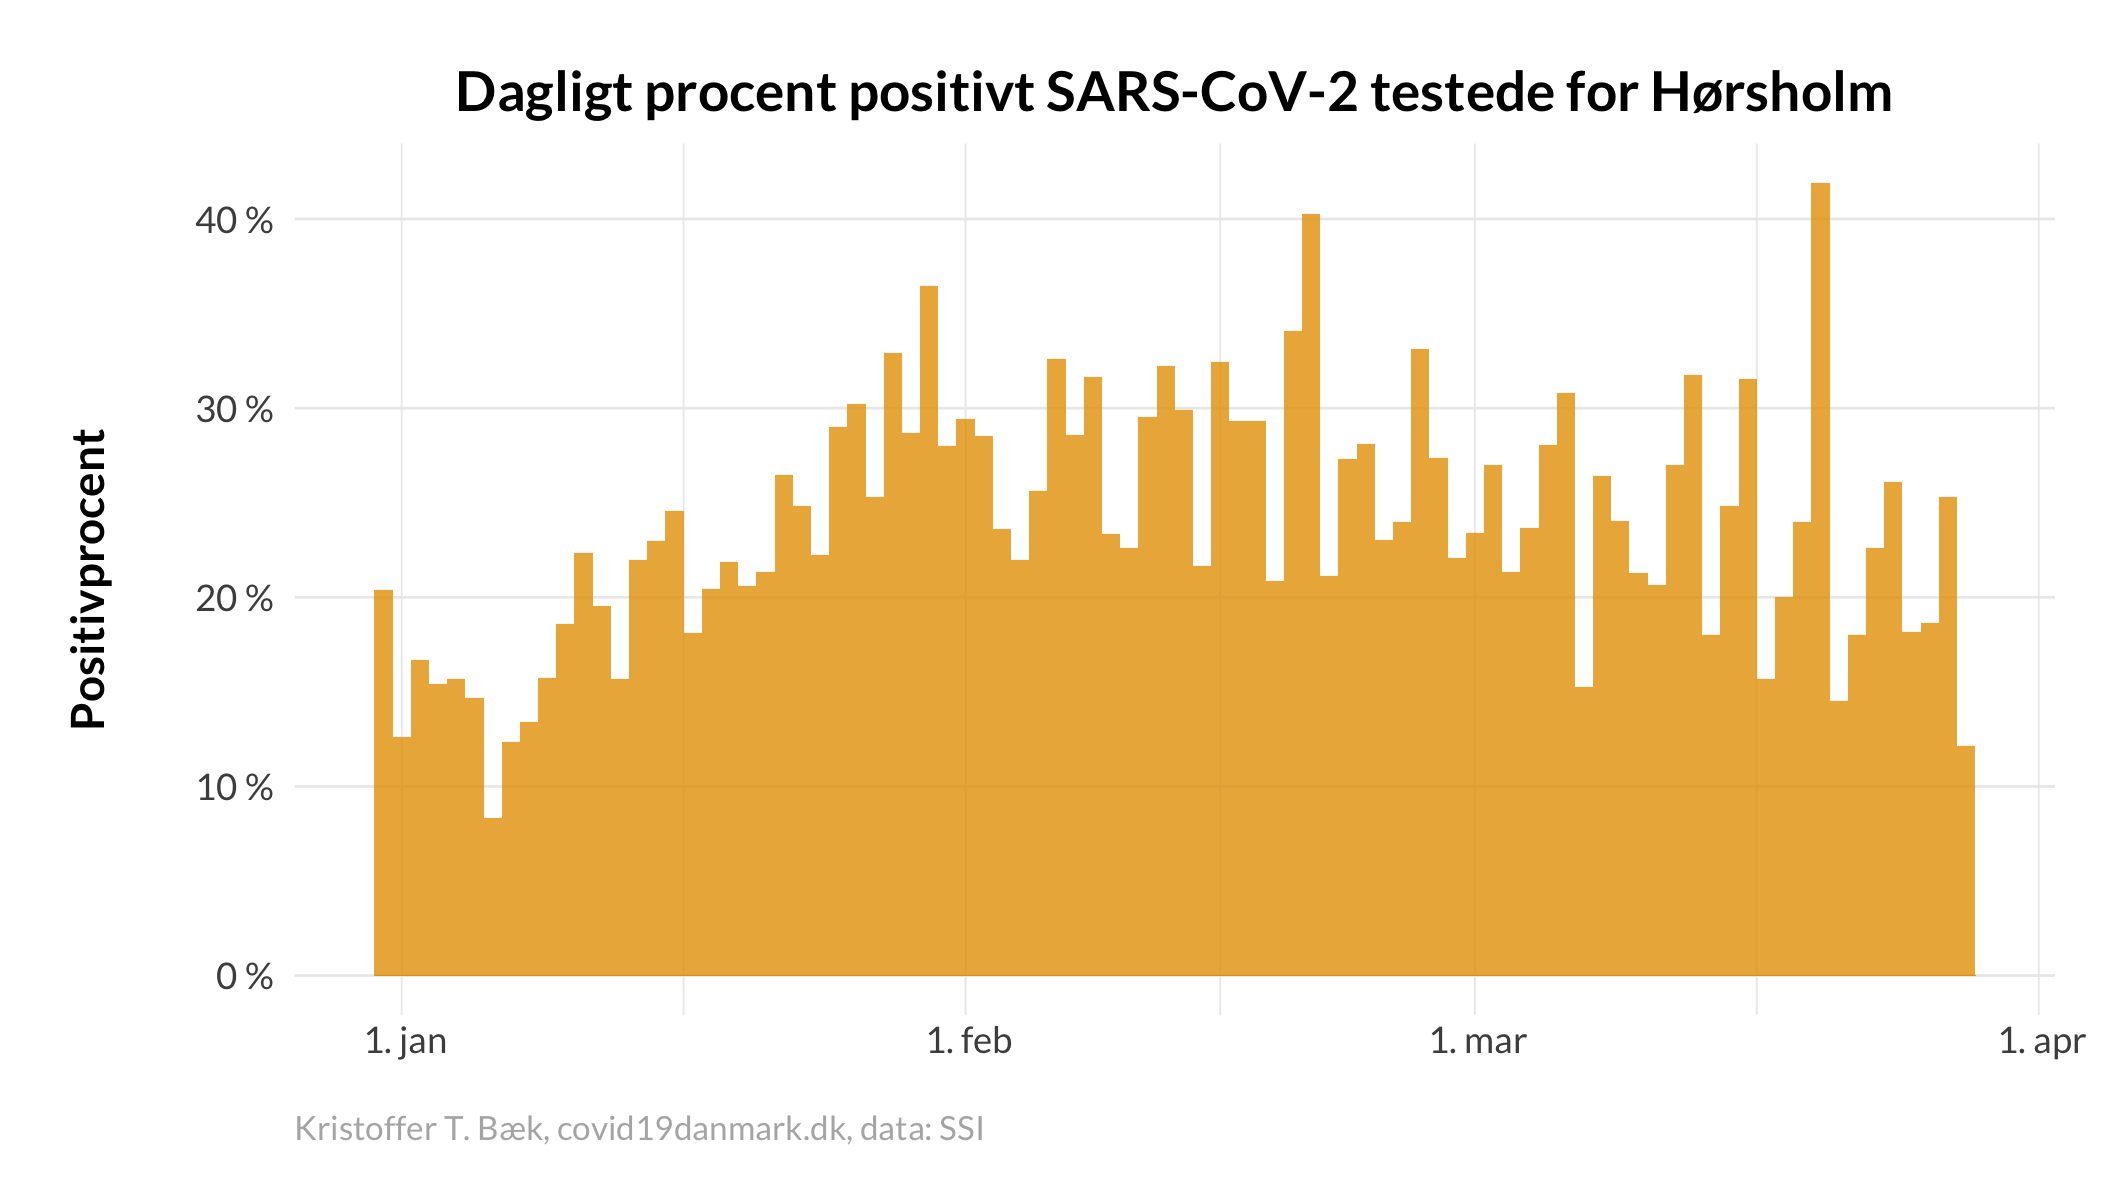 Dagligt procent positivt SARS-CoV-2 testede for Hørsholm
Positivprocent
40 %
30 %
20 %
10 %
0 %
1. jan
1. feb
1. mar
1. apr
Kristoffer T. Bæk, covid19danmark.dk, data: SSI